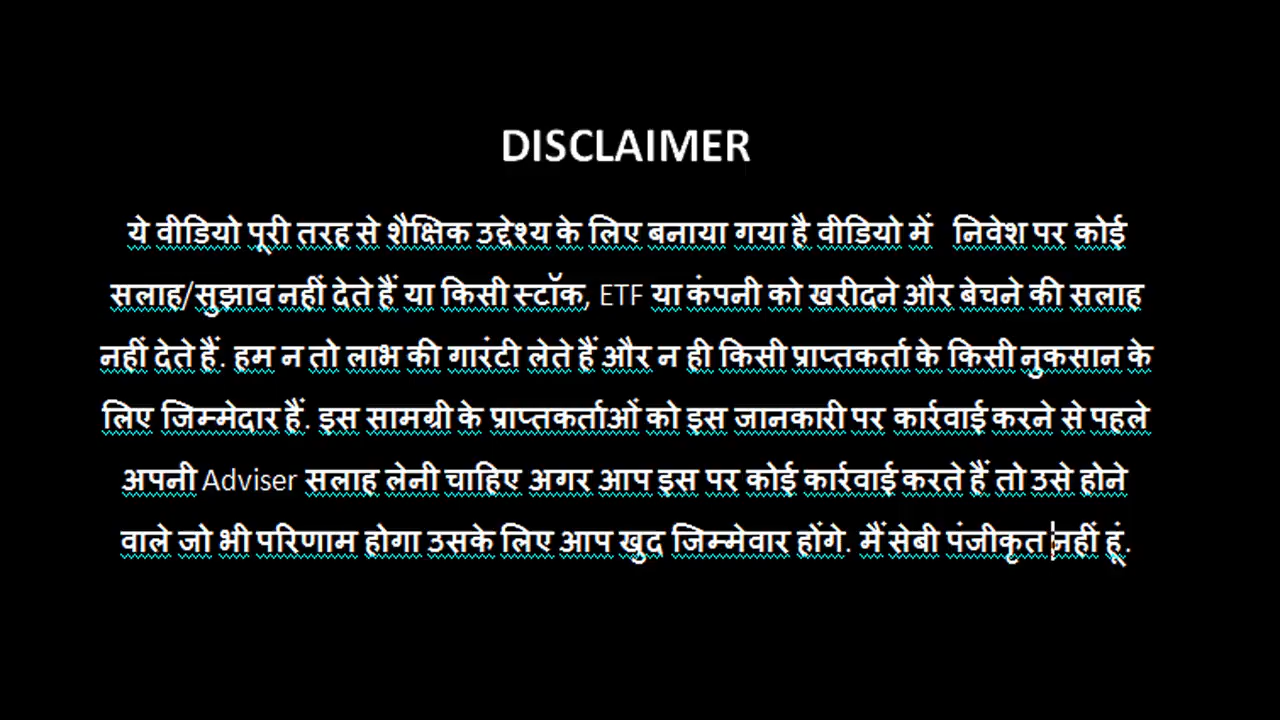 DISCLAIMER
ये वीडियो पूरी तरह से शैक्षिक उद्देश्य के लिए बनाया गया है वीडियो में निवेश पर कोई
सलाह/सुझाव नहीं देते हैं या किसी स्टॉक, ETF या कंपनी को खरीदने और बेचने की सलाह
नहीं देते हैं. हम न तो लाभ की गारंटी लेते हैं और न ही किसी प्राप्तकर्ता के किसी नुकसान के
लिए जिम्मेदार हैं. इस सामग्री के प्राप्तकर्ताओं को इस जानकारी पर कार्रवाई करने से पहले
अपनी Adviser सलाह लेनी चाहिए अगर आप इस पर कोई कार्रवाई करते हैं तो उसे होने
वाले जो भी परिणाम होगा उसके लिए आप खुद जिम्मेवार होंगे. मैं सेबी पंजीकृत नहीं हूं.